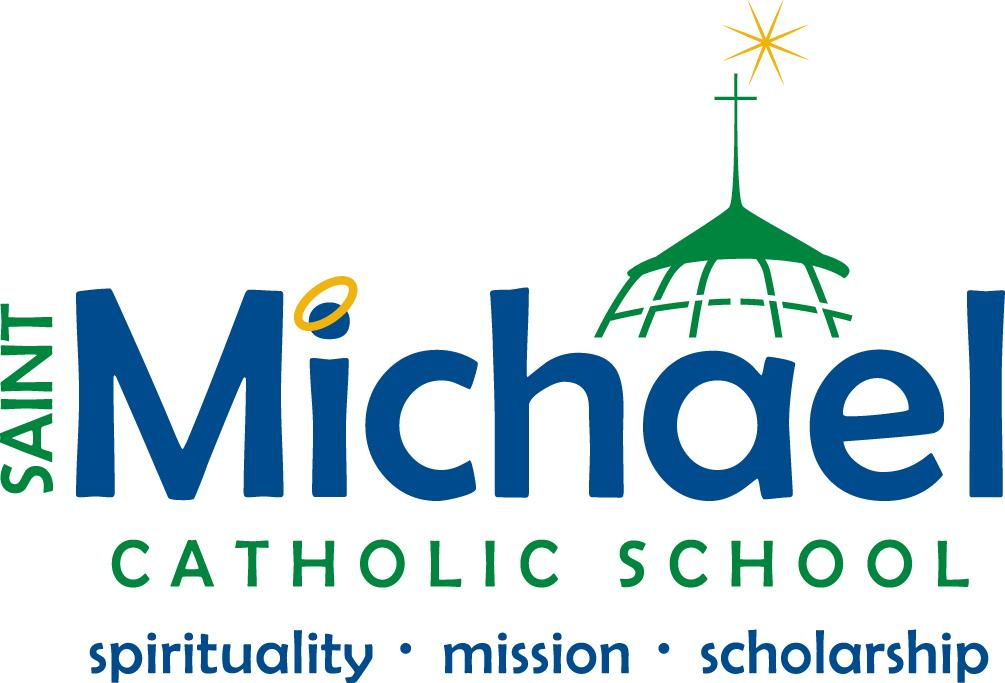 SAINT
Michael
CATHOLIC SCHOOL
spirituality · mission · scholarship